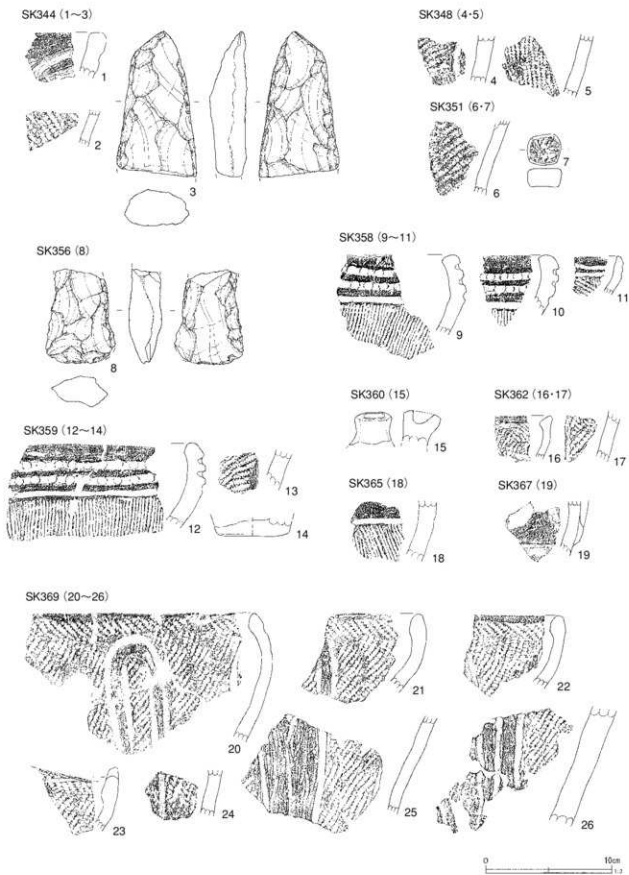 SK344（1～3）
1
2
3
SK348（4・5）
4
5
SK351（6・7）
6
7
SK356（8）
8
SK358（9～11）
9
10
11
SK359（12～14）
12
13
14
SK360（15）
15
SK362（16・17）
16
17
SK365（18）
18
SK367（19）
19
SK369（20～26）
20
21
22
23
24
25
26
0
10cm
1:3